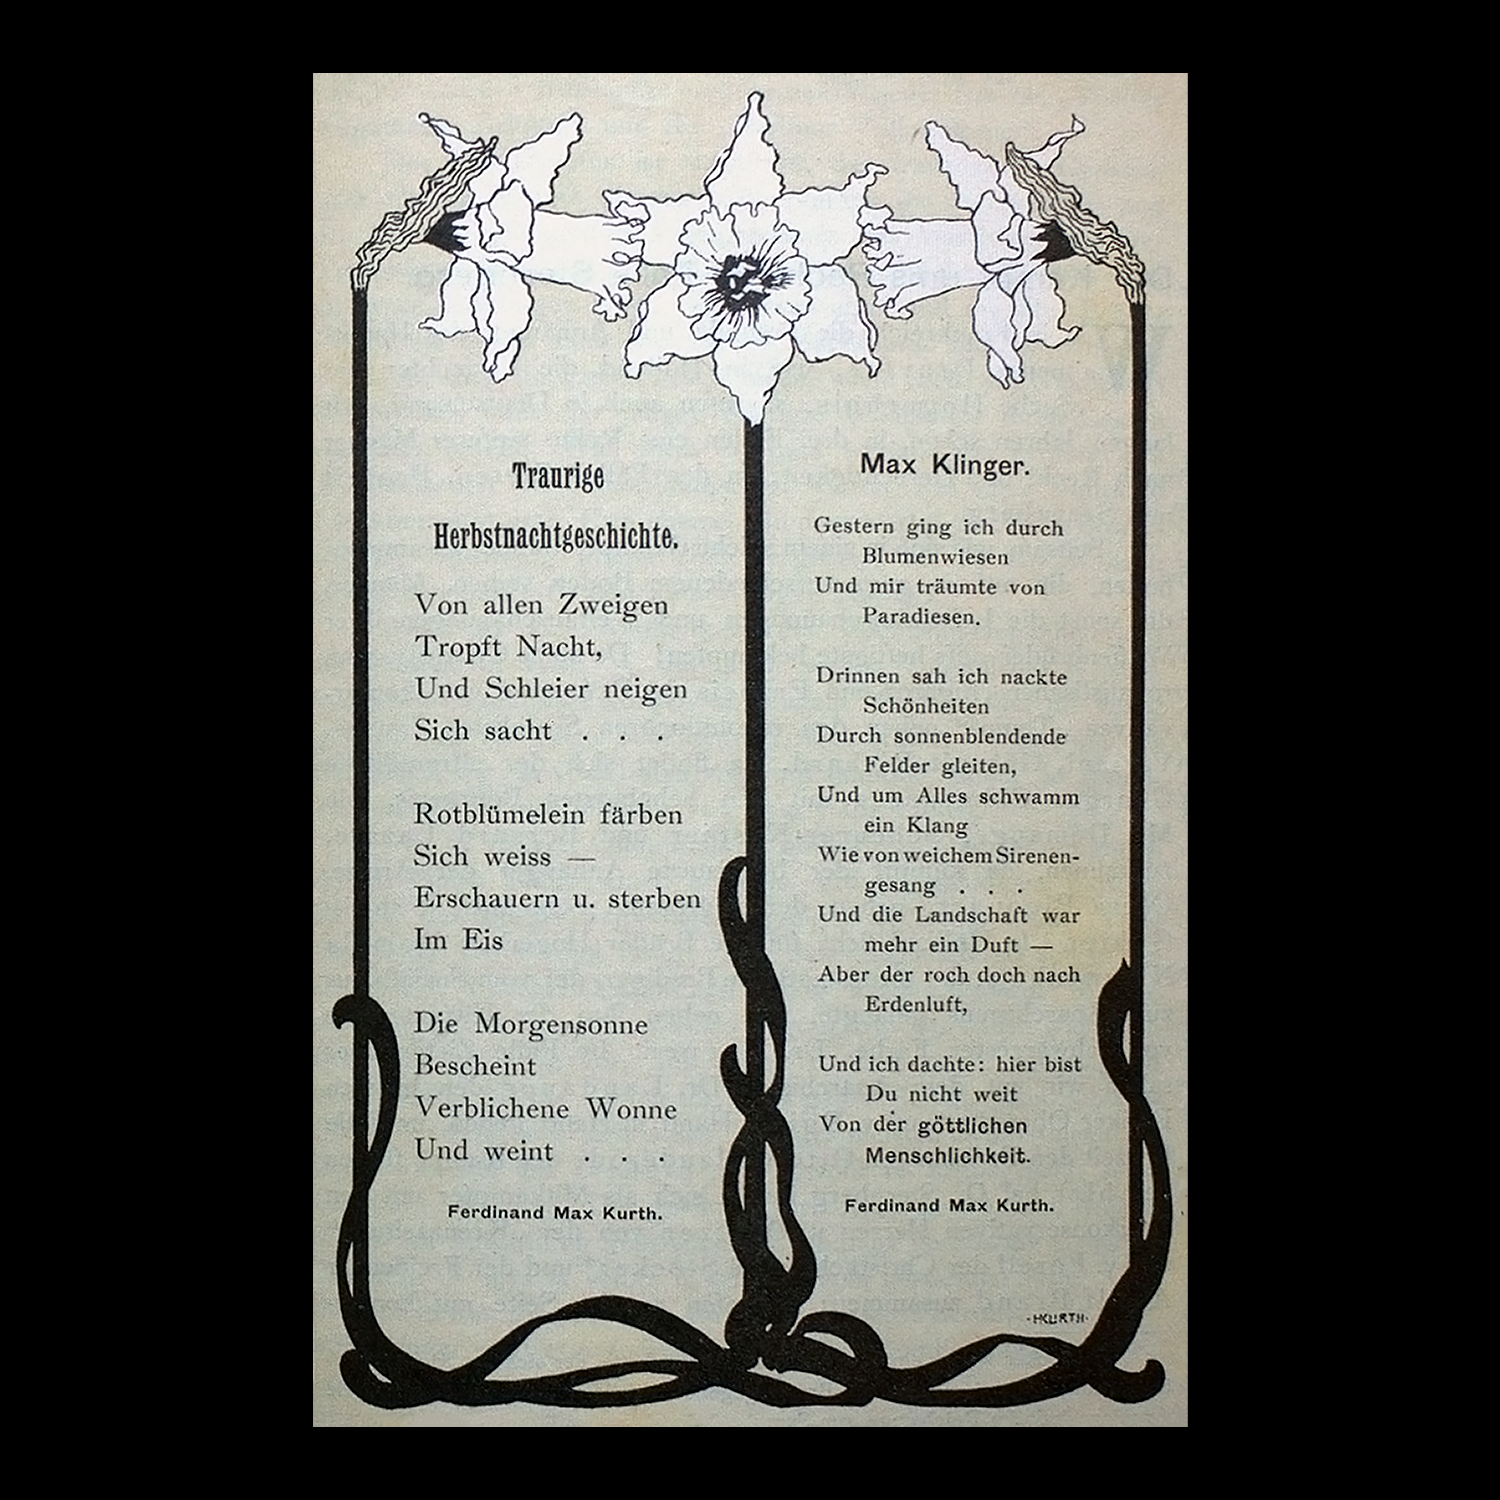 Traurige
Herbstnachtgeschichte.
Von allen Zweigen
Tropft Nacht,
Und Schleier neigen
Sich sacht . . .
Rotblümelein färben
Sich weiss —
Erschauern u. sterben
Im Eis
Die Morgensonne
Bescheint
Verblichene Wonne
Und weint . . .
Ferdinand Max Kurth.
Max Klinger.
Gestern ging ich durch
Blumenwiesen
Und mir träumte von
Paradiesen.
Drinnen sah ich nackte
Schönheiten
Durch sonnenblendende
Felder gleiten,
Und um Alles schwamm
ein Klang
Wie von weichem Sirenen-
gesang . . .
Und die Landschaft war
mehr ein Duft —
Aber der roch doch nach
Erdenluft,
Und ich dachte: hier bist
Du nicht weit
Von der göttlichen
Menschlichkeit.
Ferdinand Max Kurth.
·HKURTH·